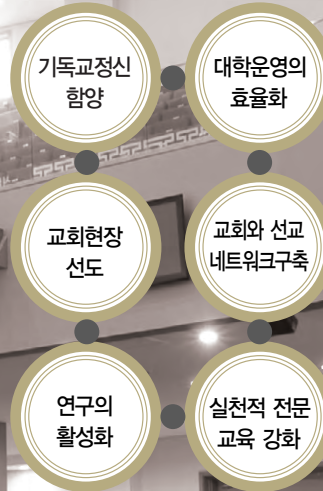 기독교정신
함양
대학운영의
효율화
교회현장
선도
교회와 선교
네트워크구축
연구의
활성화
실천적 전문
교육 강화